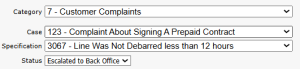 Category 7 - Customer Complaints
Case 123 - Complaint About Signing A Prepaid Contract
Specification 3067 - Line Was Not Debarred less than 12 hours
Status Escalated to Back Office